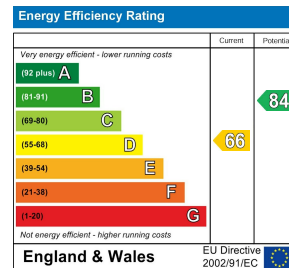 Energy Efficiency Rating
Current Potential
Very energy efficient - lower running costs
(92 plus) A
(81-91) B
84
(69-80) C
(55-68) D
66
(39-54) E
(21-38) F
(1-20) G
Not energy efficient - higher running costs
England & Wales
EU Directive
2002/91/EC